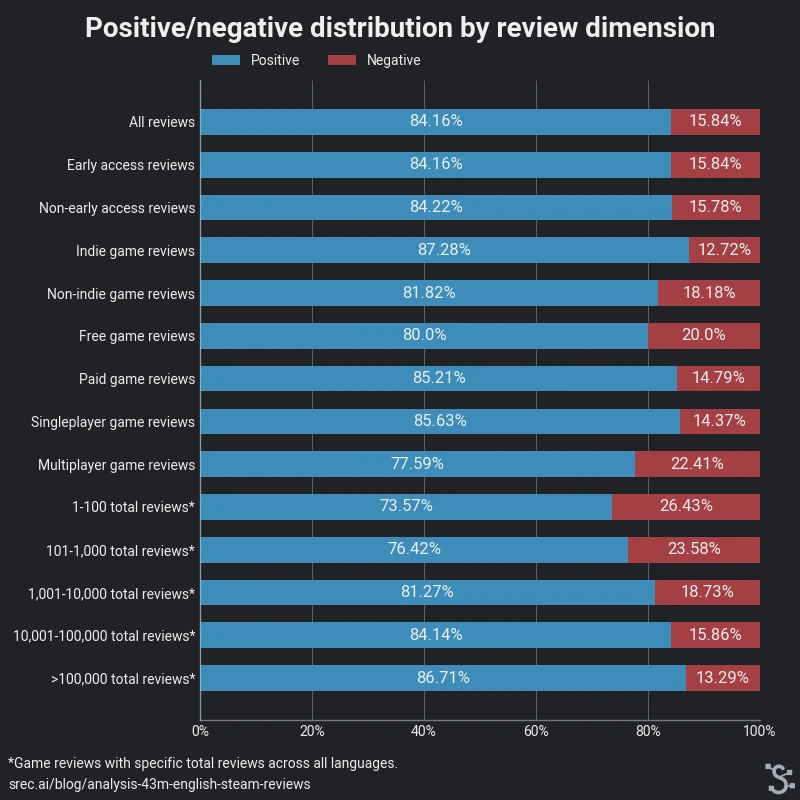 Positive/negative distribution by review dimension
Positive Negative
All reviews 84.16% 15.84%
Early access reviews 84.16% 15.84%
Non-early access reviews 84.22% 15.78%
Indie game reviews 87.28% 12.72%
Non-indie game reviews 81.82% 18.18%
Free game reviews 80.0% 20.0%
Paid game reviews 85.21% 14.79%
Singleplayer game reviews 85.63% 14.37%
Multiplayer game reviews 77.59% 22.41%
1-100 total reviews* 73.57% 26.43%
101-1,000 total reviews* 76.42% 23.58%
1,001-10,000 total reviews* 81.27% 18.73%
10,001-100,000 total reviews* 84.14% 15.86%
>100,000 total reviews* 86.71% 13.29%
0% 20% 40% 60% 80% 100%
*Game reviews with specific total reviews across all languages.
srec.ai/blog/analysis-43m-english-steam-reviews